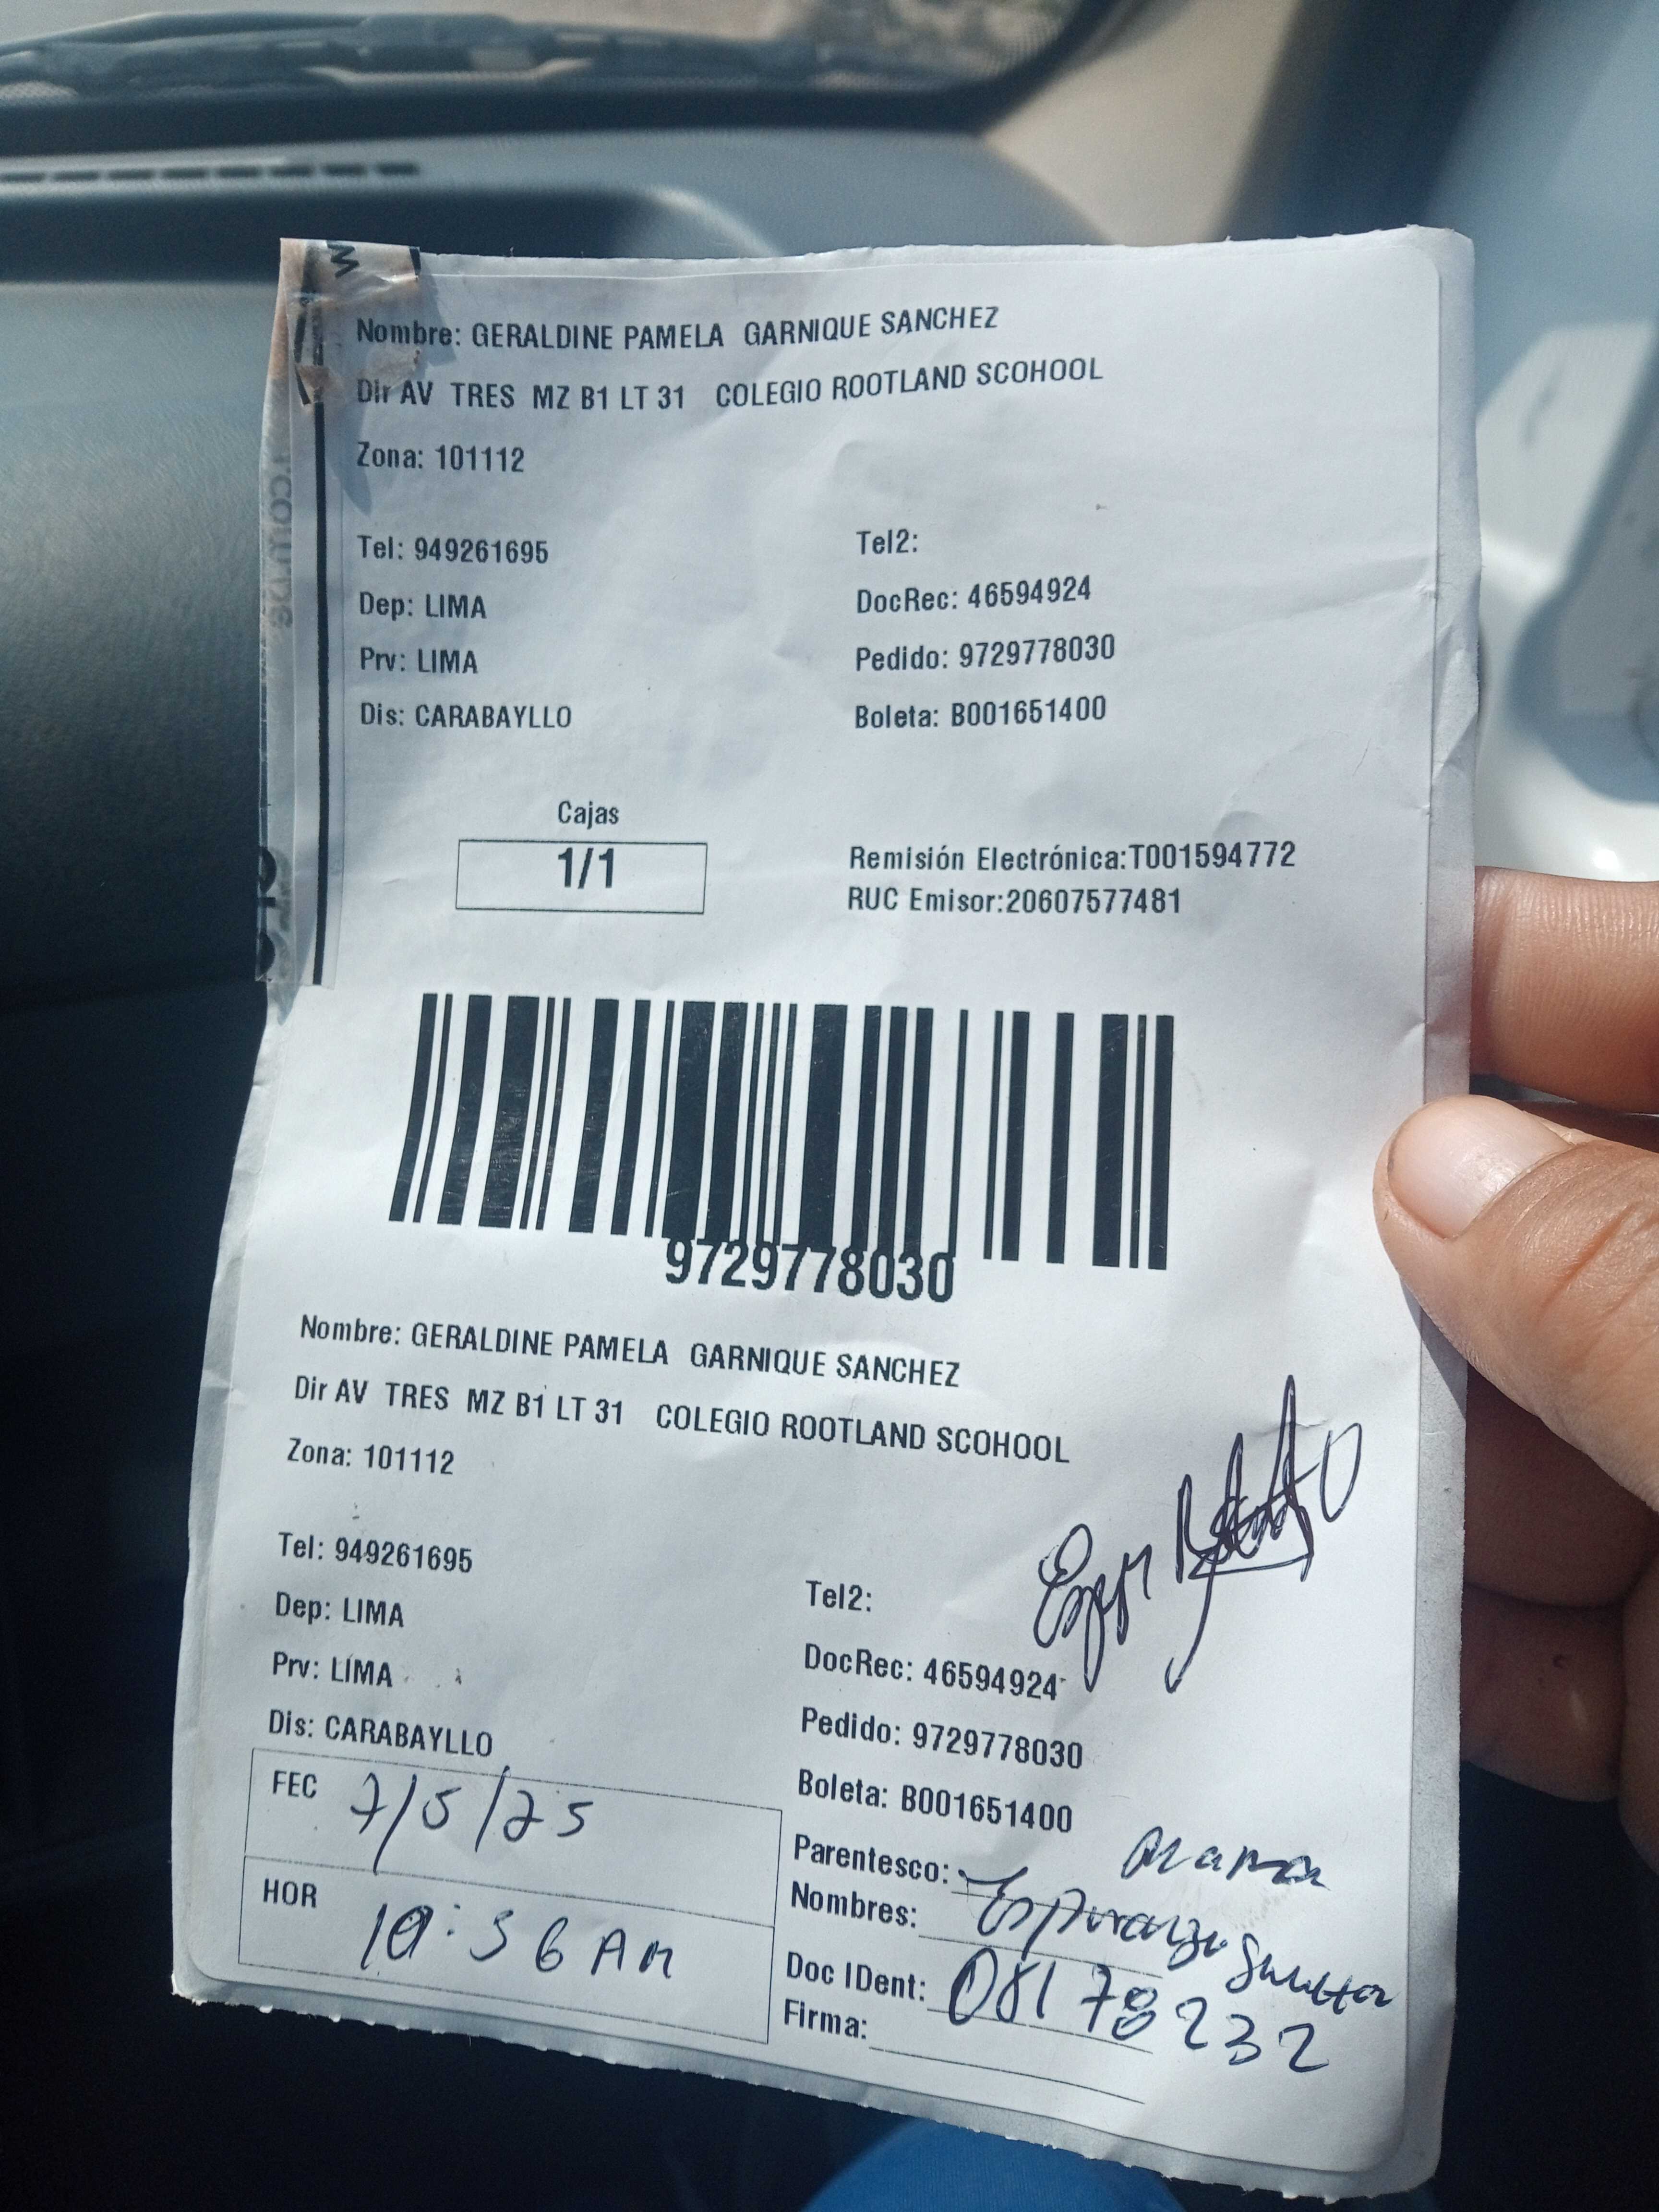 Nombre: GERALDINE PAMELA GARNIQUE SANCHEZ
Dir AV TRES MZ B1 LT 31 COLEGIO ROOTLAND SCOHOOL
Zona: 101112
Tel: 949261695 Tel2:
Dep: LIMA DocRec: 46594924
Prv: LIMA Pedido: 9729778030
Dis: CARABAYLLO Boleta: B001651400
Cajas
1/1
Remisión Electrónica:T001594772
RUC Emisor:20607577481
9729778030
Nombre: GERALDINE PAMELA GARNIQUE SANCHEZ
Dir AV TRES MZ B1 LT 31 COLEGIO ROOTLAND SCOHOOL
Zona: 101112
Tel: 949261695 Tel2:
Dep: LIMA DocRec: 46594924
Prv: LIMA Pedido: 9729778030
Dis: CARABAYLLO Boleta: B001651400
FEC 7/5/25
HOR 10:56 AM
Parentesco: Mama
Nombres: Esperanza
Doc IDent: 08178232
Firma: